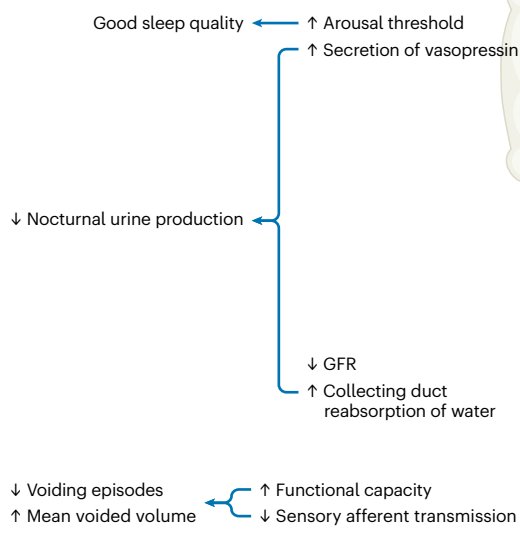 Good sleep quality ↑ Arousal threshold
↑ Secretion of vasopressin
↓ Nocturnal urine production
↓ GFR
↑ Collecting duct
reabsorption of water
↓ Voiding episodes ↑ Functional capacity
↑ Mean voided volume ↓ Sensory afferent transmission